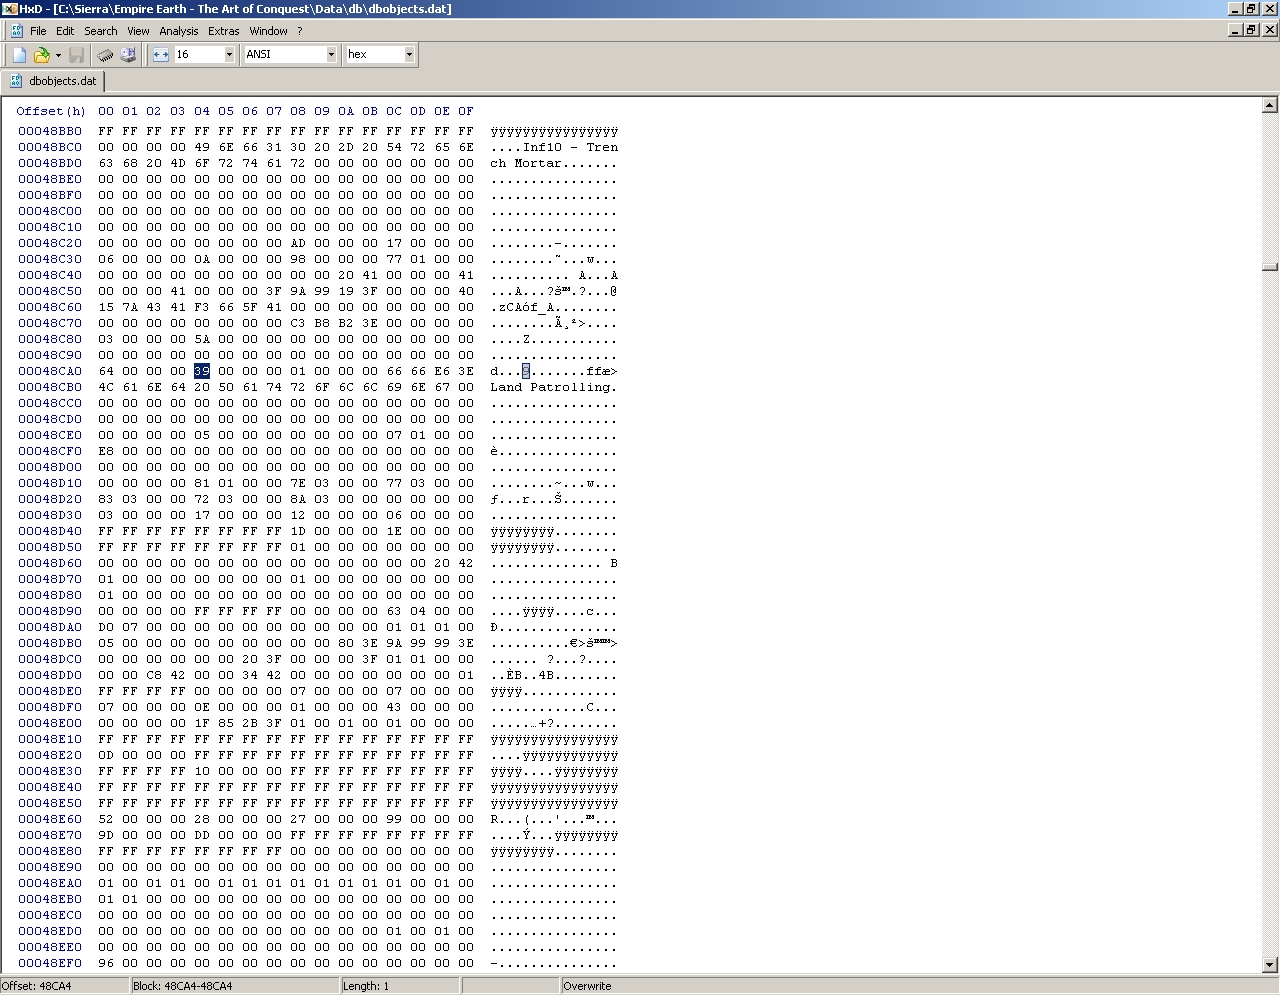 HxD - [C:\Sierra\Empire Earth - The Art of Conquest\Data\db\dbobjects.dat]
File Edit Search View Analysis Extras Window ?
16 ANSI hex
dbobjects.dat
Offset(h) 00 01 02 03 04 05 06 07 08 09 0A 0B 0C 0D 0E 0F
00048BB0 FF FF FF FF FF FF FF FF FF FF FF FF FF FF FF FF ÿÿÿÿÿÿÿÿÿÿÿÿÿÿÿÿ
00048BC0 00 00 00 00 49 6E 66 31 30 20 2D 20 54 72 65 6E ....Inf10 - Tren
00048BD0 63 68 20 4D 6F 72 74 61 72 00 00 00 00 00 00 00 ch Mortar.......
00048BE0 00 00 00 00 00 00 00 00 00 00 00 00 00 00 00 00 ................
00048BF0 00 00 00 00 00 00 00 00 00 00 00 00 00 00 00 00 ................
00048C00 00 00 00 00 00 00 00 00 00 00 00 00 00 00 00 00 ................
00048C10 00 00 00 00 00 00 00 00 00 00 00 00 00 00 00 00 ................
00048C20 00 00 00 00 00 00 00 00 AD 00 00 00 17 00 00 00 ........-.......
00048C30 06 00 00 00 0A 00 00 00 98 00 00 00 77 01 00 00 ........˜...w...
00048C40 00 00 00 00 00 00 00 00 00 00 20 41 00 00 00 41 .......... A...A
00048C50 00 00 00 41 00 00 00 3F 9A 99 19 3F 00 00 00 40 ...A...?š™.?...@
00048C60 15 7A 43 41 F3 66 5F 41 00 00 00 00 00 00 00 00 .zCAóf_A........
00048C70 00 00 00 00 00 00 00 00 C3 B8 B2 3E 00 00 00 00 ........Ã¸²>....
00048C80 03 00 00 00 5A 00 00 00 00 00 00 00 00 00 00 00 ....Z...........
00048C90 00 00 00 00 00 00 00 00 00 00 00 00 00 00 00 00 ................
00048CA0 64 00 00 00 39 00 00 00 01 00 00 00 66 66 E6 3E d...9.......ffæ>
00048CB0 4C 61 6E 64 20 50 61 74 72 6F 6C 6C 69 6E 67 00 Land Patrolling.
00048CC0 00 00 00 00 00 00 00 00 00 00 00 00 00 00 00 00 ................
00048CD0 00 00 00 00 00 00 00 00 00 00 00 00 00 00 00 00 ................
00048CE0 00 00 00 00 05 00 00 00 00 00 00 00 07 01 00 00 ................
00048CF0 E8 00 00 00 00 00 00 00 00 00 00 00 00 00 00 00 è...............
00048D00 00 00 00 00 00 00 00 00 00 00 00 00 00 00 00 00 ................
00048D10 00 00 00 00 81 01 00 00 7E 03 00 00 77 03 00 00 ........~...w...
00048D20 83 03 00 00 72 03 00 00 8A 03 00 00 00 00 00 00 ƒ...r...Š.......
00048D30 03 00 00 00 17 00 00 00 12 00 00 00 06 00 00 00 ................
00048D40 FF FF FF FF FF FF FF FF 1D 00 00 00 1E 00 00 00 ÿÿÿÿÿÿÿÿ........
00048D50 FF FF FF FF FF FF FF FF 01 00 00 00 00 00 00 00 ÿÿÿÿÿÿÿÿ........
00048D60 00 00 00 00 00 00 00 00 00 00 00 00 00 00 20 42 .............. B
00048D70 01 00 00 00 00 00 00 00 01 00 00 00 00 00 00 00 ................
00048D80 01 00 00 00 00 00 00 00 00 00 00 00 00 00 00 00 ................
00048D90 00 00 00 00 FF FF FF FF 00 00 00 00 63 04 00 00 ....ÿÿÿÿ....c...
00048DA0 D0 07 00 00 00 00 00 00 00 00 00 00 01 01 01 00 Ð...............
00048DB0 05 00 00 00 00 00 00 00 00 00 80 3E 9A 99 99 3E ..........€>š™™>
00048DC0 00 00 00 00 00 00 20 3F 00 00 00 3F 01 01 00 00 ...... ?...?....
00048DD0 00 00 C8 42 00 00 34 42 00 00 00 00 00 00 00 01 ..ÈB..4B........
00048DE0 FF FF FF FF 00 00 00 00 07 00 00 00 07 00 00 00 ÿÿÿÿ............
00048DF0 07 00 00 00 0E 00 00 00 01 00 00 00 43 00 00 00 ............C...
00048E00 00 00 00 00 1F 85 2B 3F 01 00 01 00 01 00 00 00 .....…+?........
00048E10 FF FF FF FF FF FF FF FF FF FF FF FF FF FF FF FF ÿÿÿÿÿÿÿÿÿÿÿÿÿÿÿÿ
00048E20 0D 00 00 00 FF FF FF FF FF FF FF FF FF FF FF FF ....ÿÿÿÿÿÿÿÿÿÿÿÿ
00048E30 FF FF FF FF 10 00 00 00 FF FF FF FF FF FF FF FF ÿÿÿÿ....ÿÿÿÿÿÿÿÿ
00048E40 FF FF FF FF FF FF FF FF FF FF FF FF FF FF FF FF ÿÿÿÿÿÿÿÿÿÿÿÿÿÿÿÿ
00048E50 FF FF FF FF FF FF FF FF FF FF FF FF FF FF FF FF ÿÿÿÿÿÿÿÿÿÿÿÿÿÿÿÿ
00048E60 52 00 00 00 28 00 00 00 27 00 00 00 99 00 00 00 R...(...'...™...
00048E70 9D 00 00 00 DD 00 00 00 FF FF FF FF FF FF FF FF ....Ý...ÿÿÿÿÿÿÿÿ
00048E80 FF FF FF FF FF FF FF FF 00 00 00 00 00 00 00 00 ÿÿÿÿÿÿÿÿ........
00048E90 00 00 00 00 00 00 00 00 00 00 00 00 00 00 00 00 ................
00048EA0 01 00 01 01 00 01 01 01 01 01 01 01 01 00 01 00 ................
00048EB0 01 01 00 00 00 00 00 00 00 00 00 00 00 00 00 00 ................
00048EC0 00 00 00 00 00 00 00 00 00 00 00 00 00 00 00 00 ................
00048ED0 00 00 00 00 00 00 00 00 00 00 00 00 01 00 01 00 ................
00048EE0 00 00 00 00 00 00 00 00 00 00 00 00 00 00 00 00 ................
00048EF0 96 00 00 00 00 00 00 00 00 00 00 00 00 00 00 00 –...............
Offset: 48CA4 Block: 48CA4-48CA4 Length: 1 Overwrite